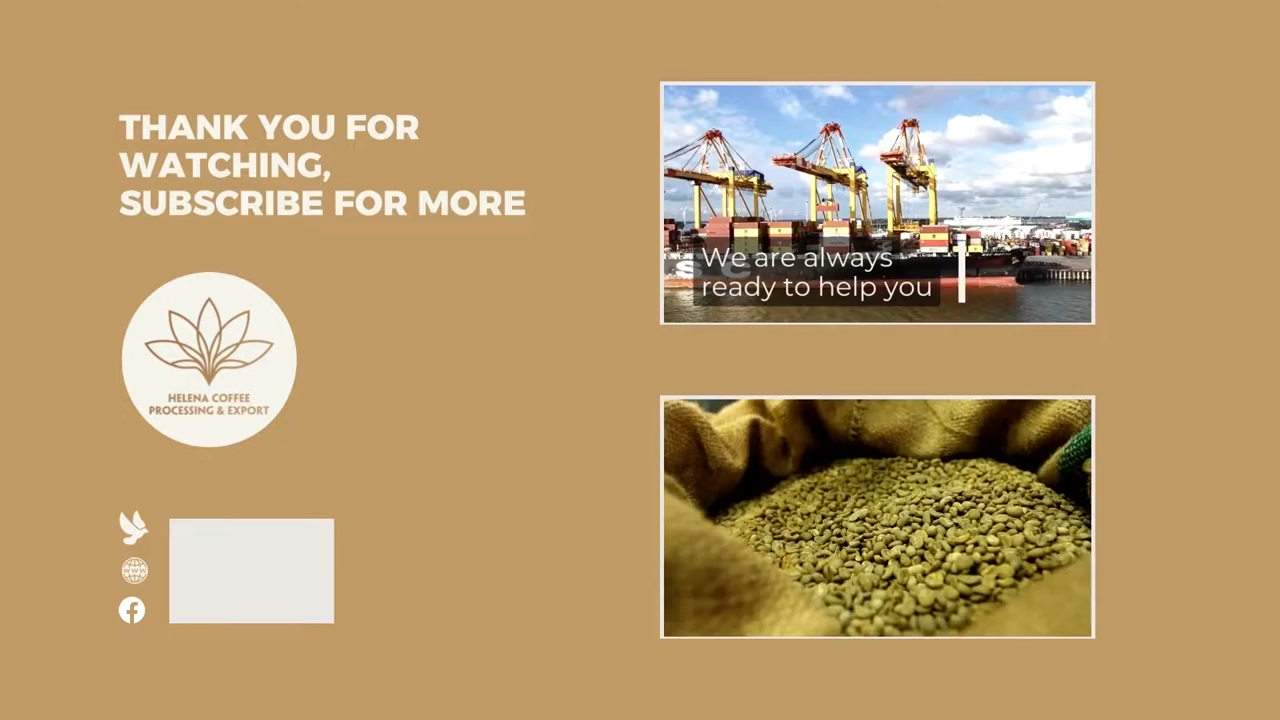 THANK YOU FOR
WATCHING,
SUBSCRIBE FOR MORE
HELENA COFFEE
PROCESSING & EXPORT
We are always
ready to help you